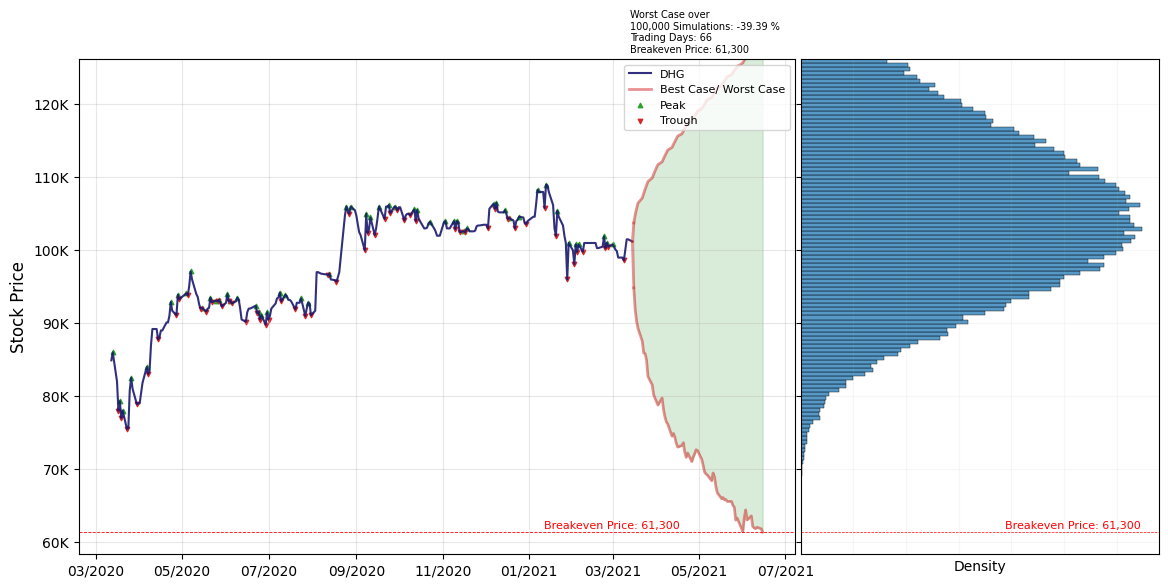 Worst Case over
100,000 Simulations: -39.39 %
Trading Days: 66
Breakeven Price: 61,300
DHG
Best Case/ Worst Case
Peak
Trough
Stock Price
120K
110K
100K
90K
80K
70K
60K
Breakeven Price: 61,300
Breakeven Price: 61,300
03/2020
05/2020
07/2020
09/2020
11/2020
01/2021
03/2021
05/2021
07/2021
Density